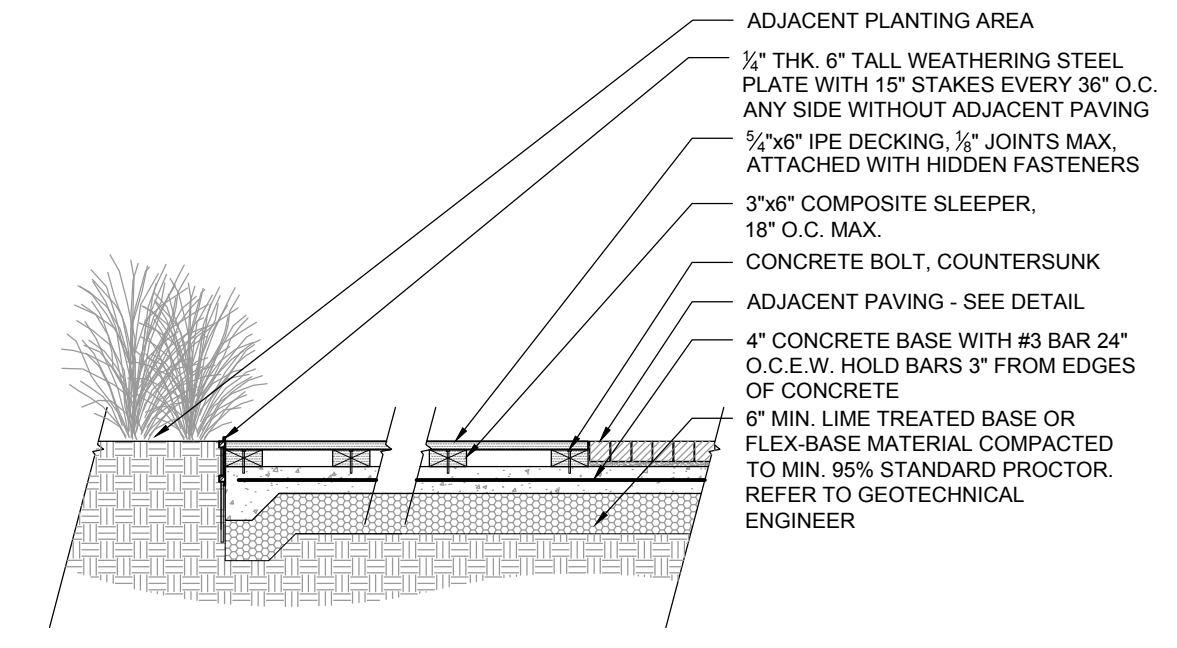 ADJACENT PLANTING AREA
¼" THK. 6" TALL WEATHERING STEEL
PLATE WITH 15" STAKES EVERY 36" O.C.
ANY SIDE WITHOUT ADJACENT PAVING
5⁄4"x6" IPE DECKING, ⅛" JOINTS MAX,
ATTACHED WITH HIDDEN FASTENERS
3"x6" COMPOSITE SLEEPER,
18" O.C. MAX.
CONCRETE BOLT, COUNTERSUNK
ADJACENT PAVING - SEE DETAIL
4" CONCRETE BASE WITH #3 BAR 24"
O.C.E.W. HOLD BARS 3" FROM EDGES
OF CONCRETE
6" MIN. LIME TREATED BASE OR
FLEX-BASE MATERIAL COMPACTED
TO MIN. 95% STANDARD PROCTOR.
REFER TO GEOTECHNICAL
ENGINEER